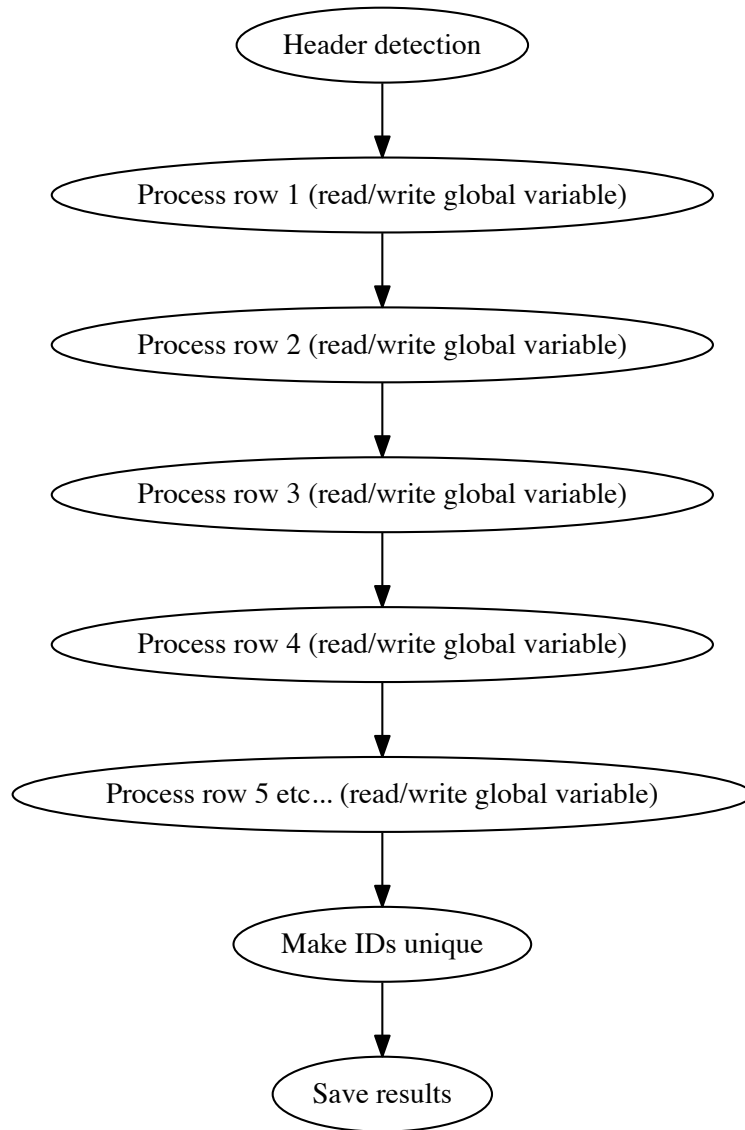 Header detection
Process row 1 (read/write global variable)
Process row 2 (read/write global variable)
Process row 3 (read/write global variable)
Process row 4 (read/write global variable)
Process row 5 etc... (read/write global variable)
Make IDs unique
Save results